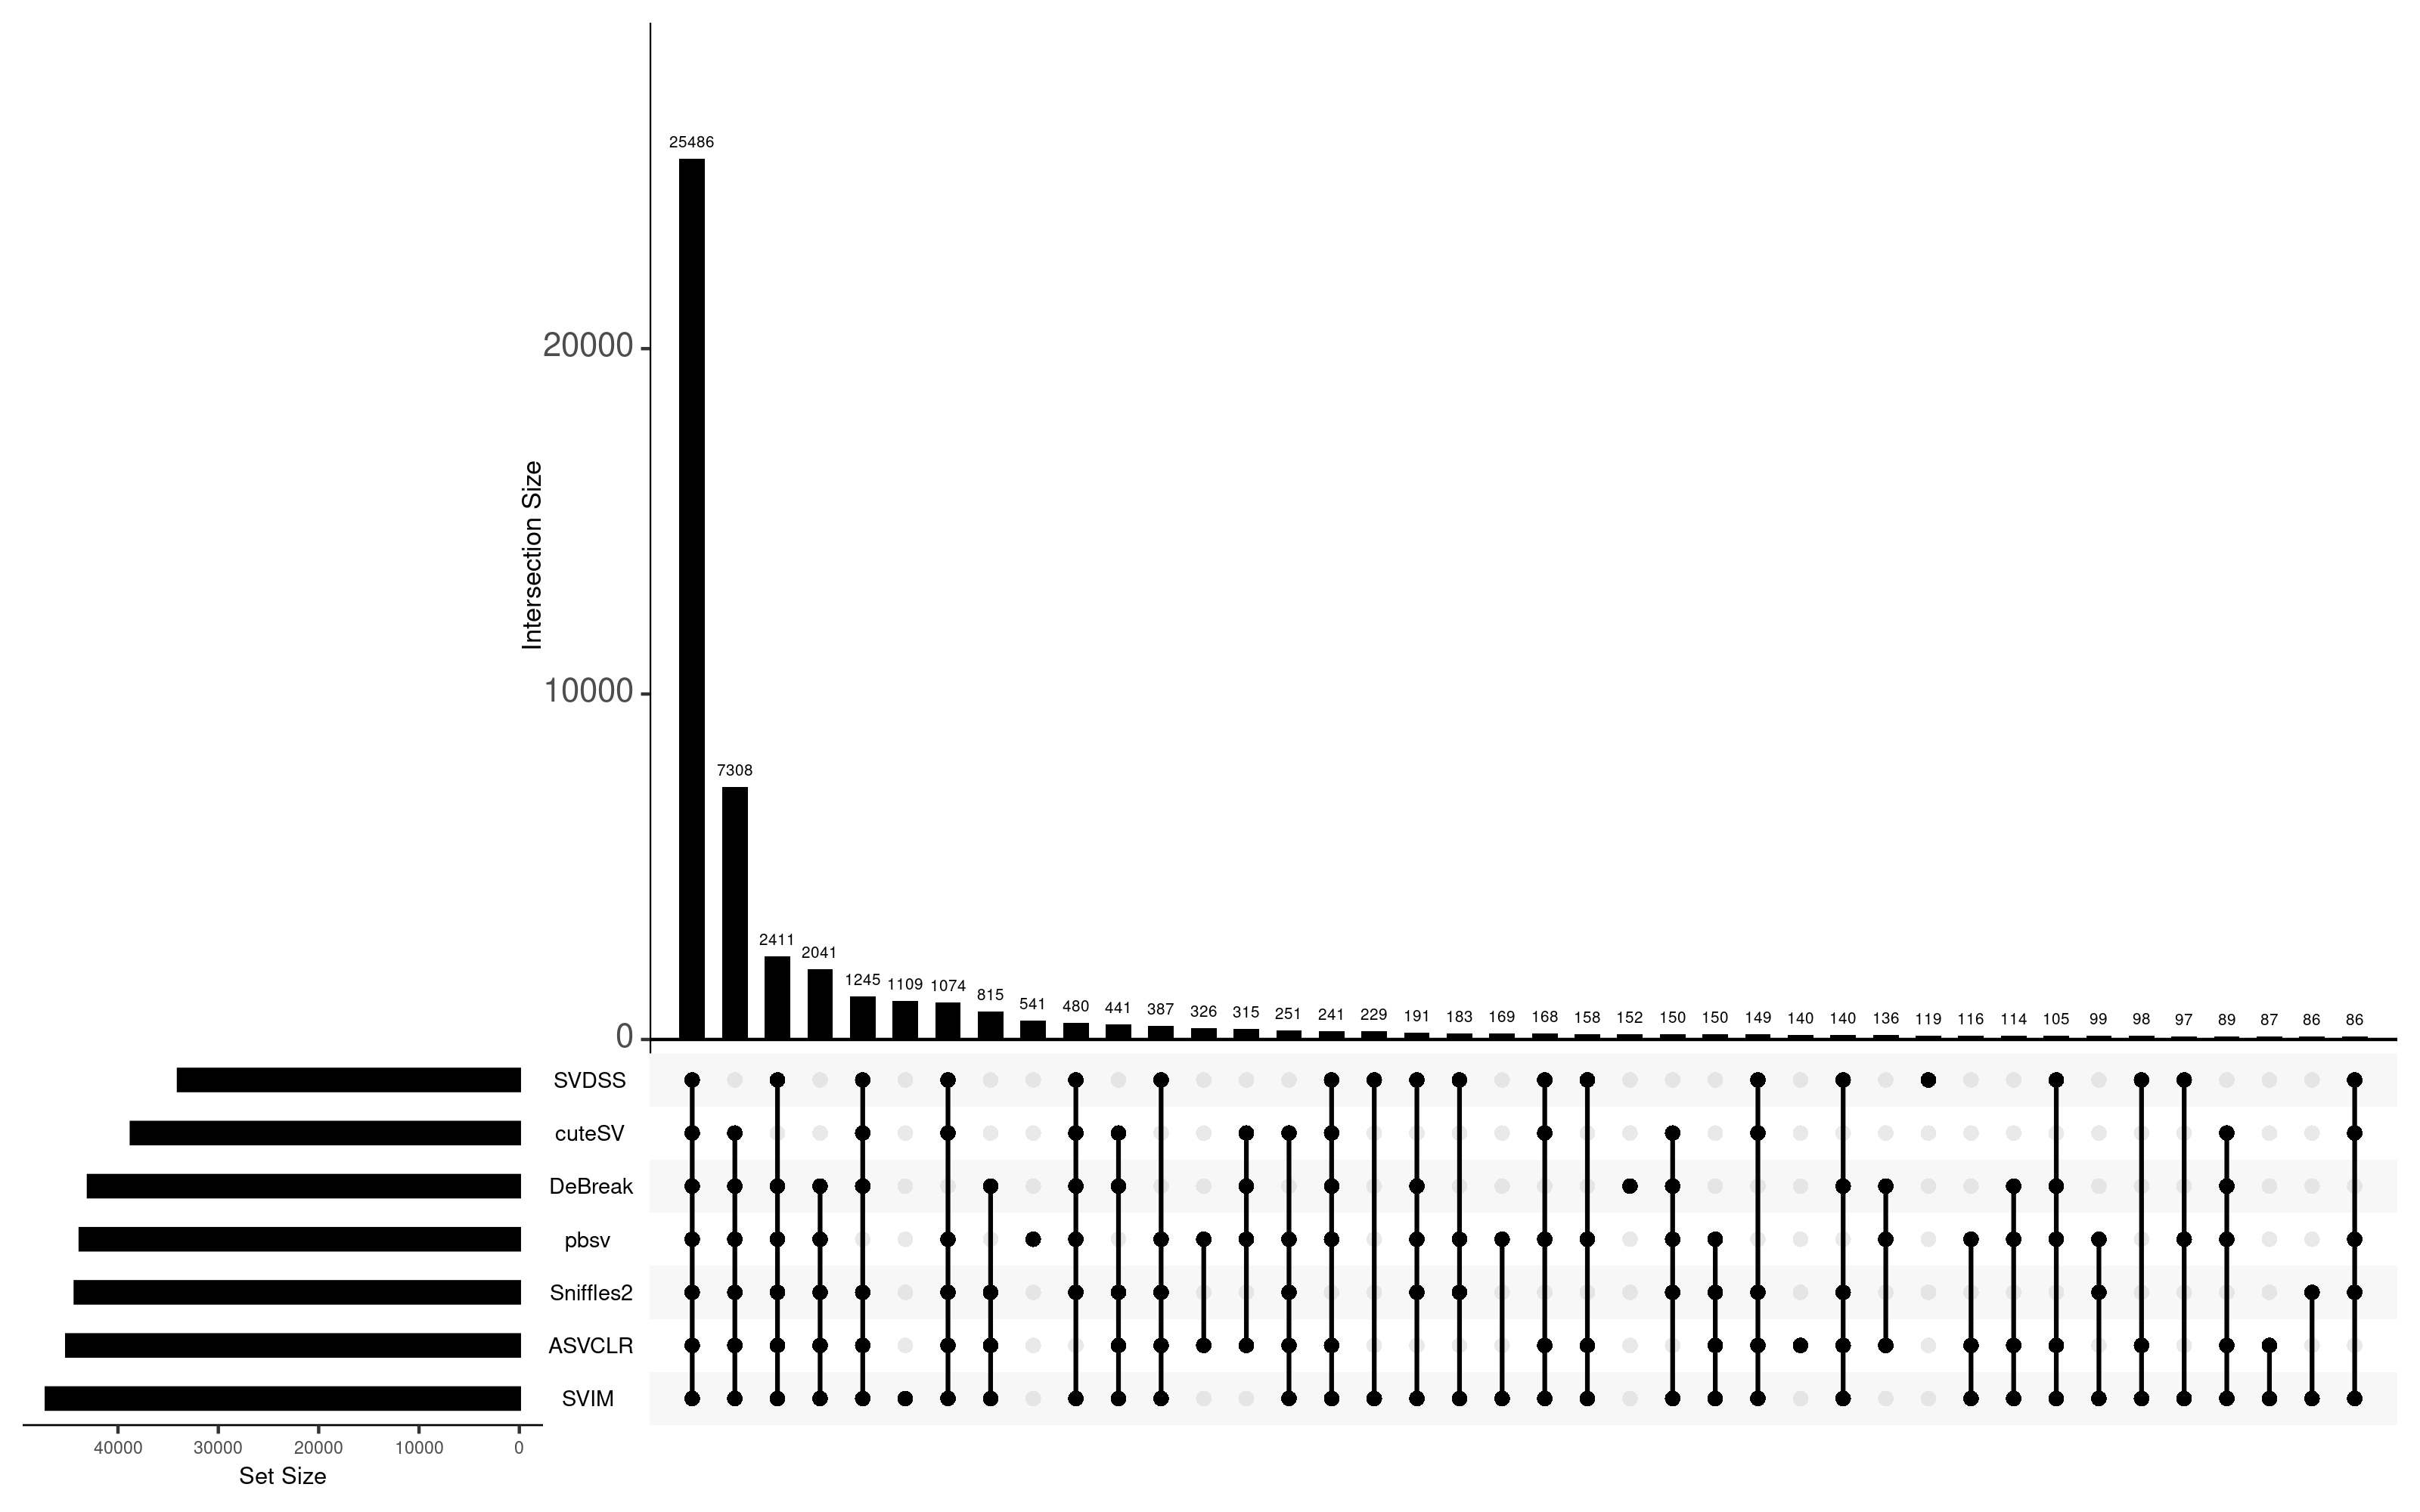 25486
7308
2411
2041
1245 1109 1074
815
541 480 441 387 326 315 251 241 229 191 183 169 168 158 152 150 150 149 140 140 136 119 116 114 105 99 98 97 89 87 86 86
20000
10000
0
Intersection Size
SVDSS
cuteSV
DeBreak
pbsv
Sniffles2
ASVCLR
SVIM
40000 30000 20000 10000 0
Set Size